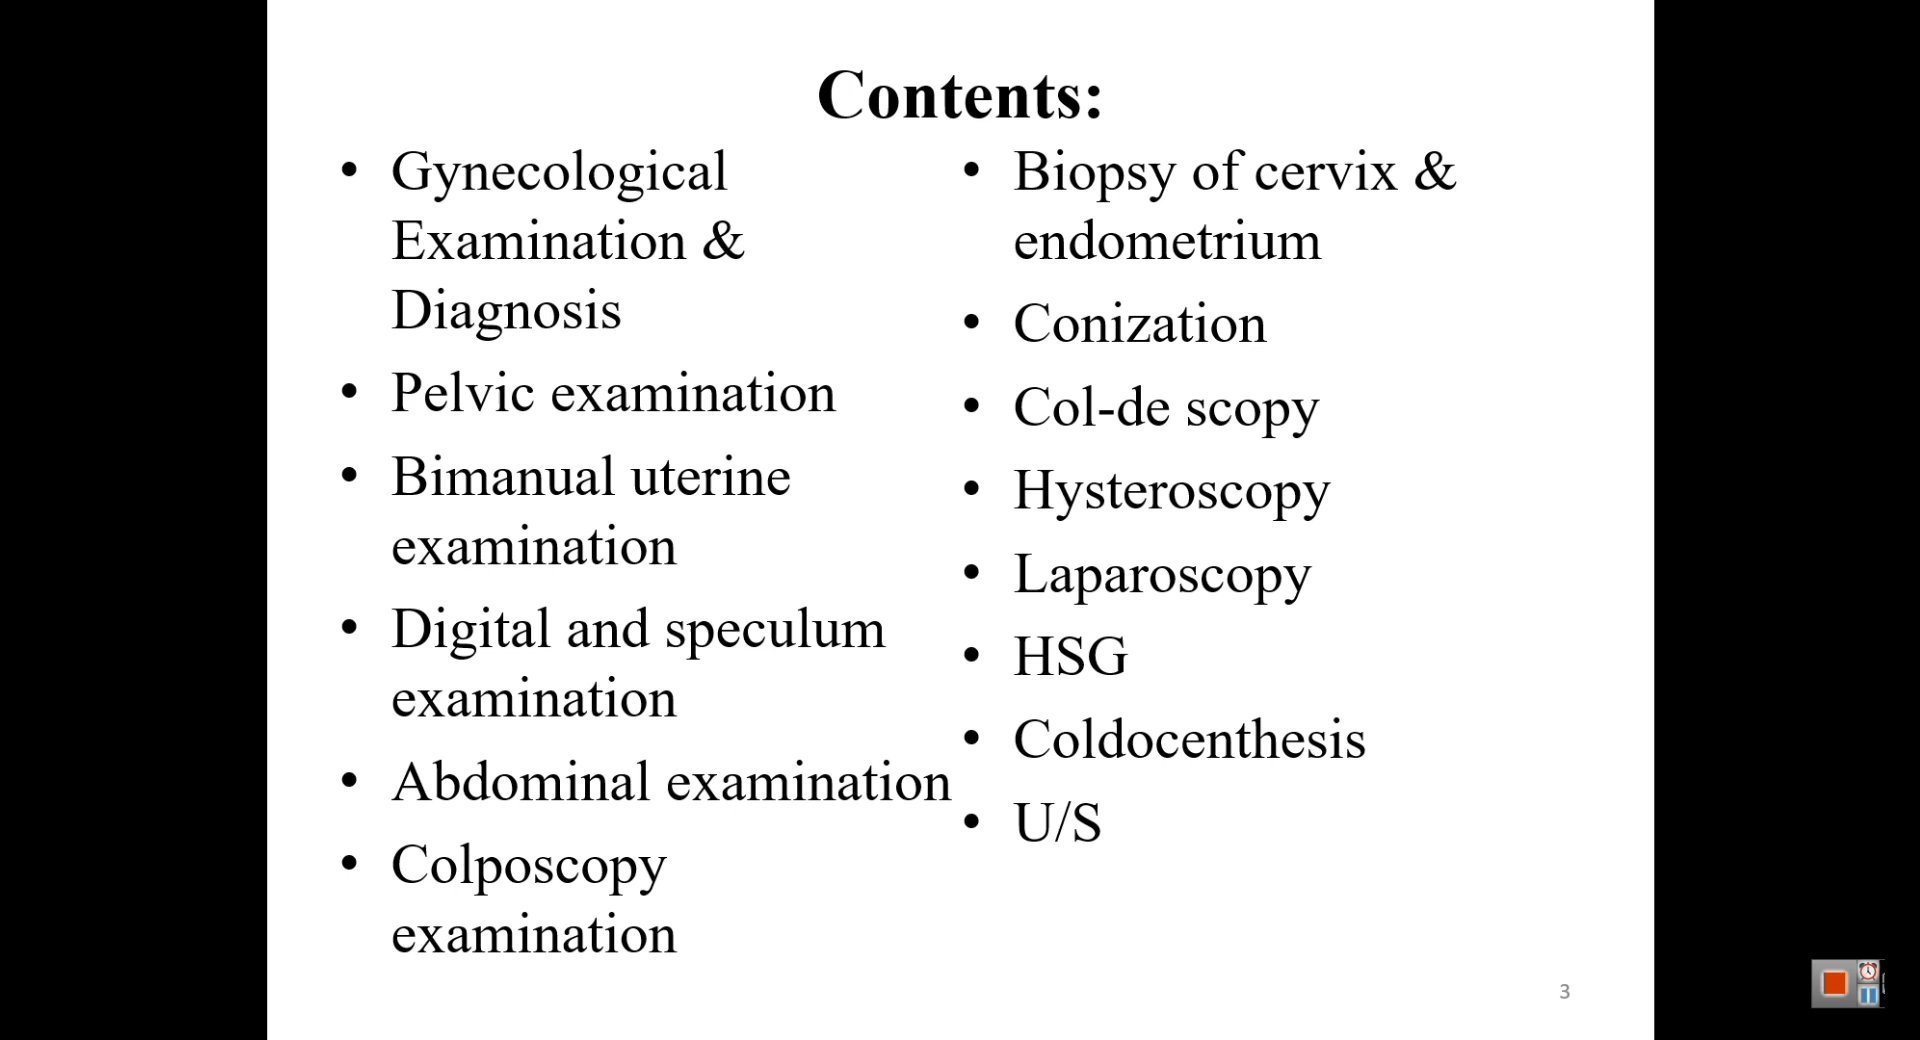 Contents:
• Gynecological
Examination &
Diagnosis
• Pelvic examination
• Bimanual uterine
examination
• Digital and speculum
examination
• Abdominal examination
• Colposcopy
examination
• Biopsy of cervix &
endometrium
• Conization
• Col-de scopy
• Hysteroscopy
• Laparoscopy
• HSG
• Coldocenthesis
• U/S
3